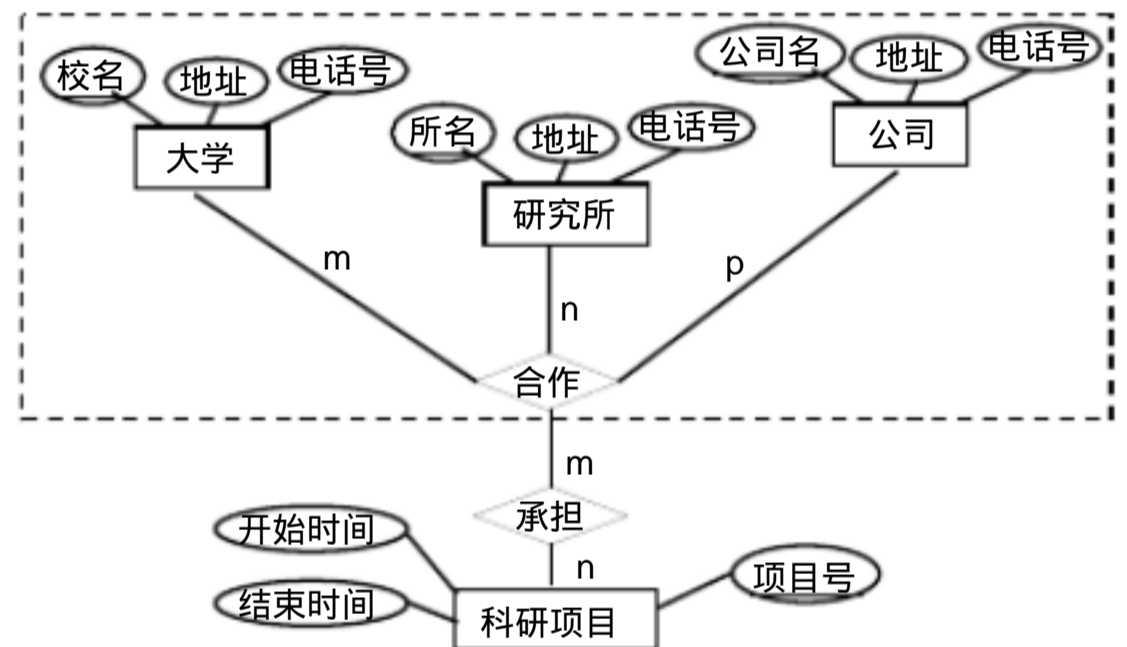 校名
地址
电话号
大学
所名
地址
电话号
研究所
公司名
地址
电话号
公司
m
n
p
合作
m
承担
n
开始时间
结束时间
科研项目
项目号